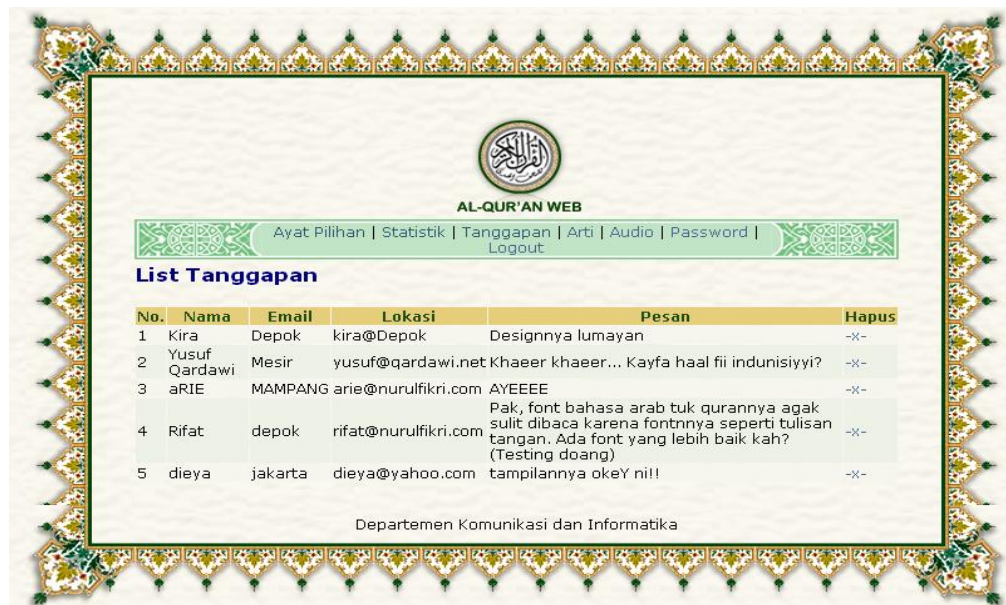 AL-QUR'AN WEB
Ayat Pilihan | Statistik | Tanggapan | Arti | Audio | Password |
Logout
List Tanggapan
No. Nama Email Lokasi Pesan Hapus
1 Kira Depok kira@Depok Designnya lumayan -x-
2 Yusuf Qardawi Mesir yusuf@qardawi.net Khaeer khaeer... Kayfa haal fii indunisiyyi? -x-
3 aRIE MAMPANG arie@nurulfikri.com AYEEEE -x-
4 Rifat depok rifat@nurulfikri.com Pak, font bahasa arab tuk qurannya agak
sulit dibaca karena fontnnya seperti tulisan
tangan. Ada font yang lebih baik kah?
(Testing doang) -x-
5 dieya jakarta dieya@yahoo.com tampilannya okeY ni!! -x-
Departemen Komunikasi dan Informatika